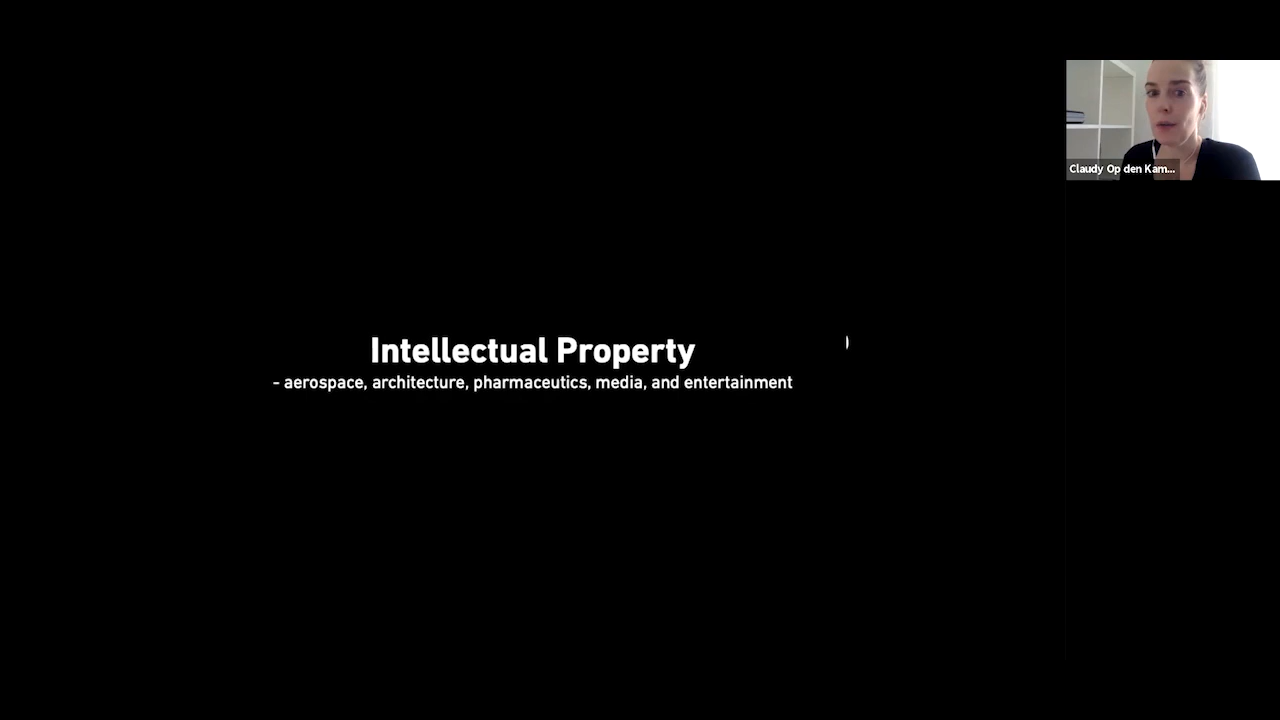 Claudy Op den Kam...
Intellectual Property
- aerospace, architecture, pharmaceutics, media, and entertainment